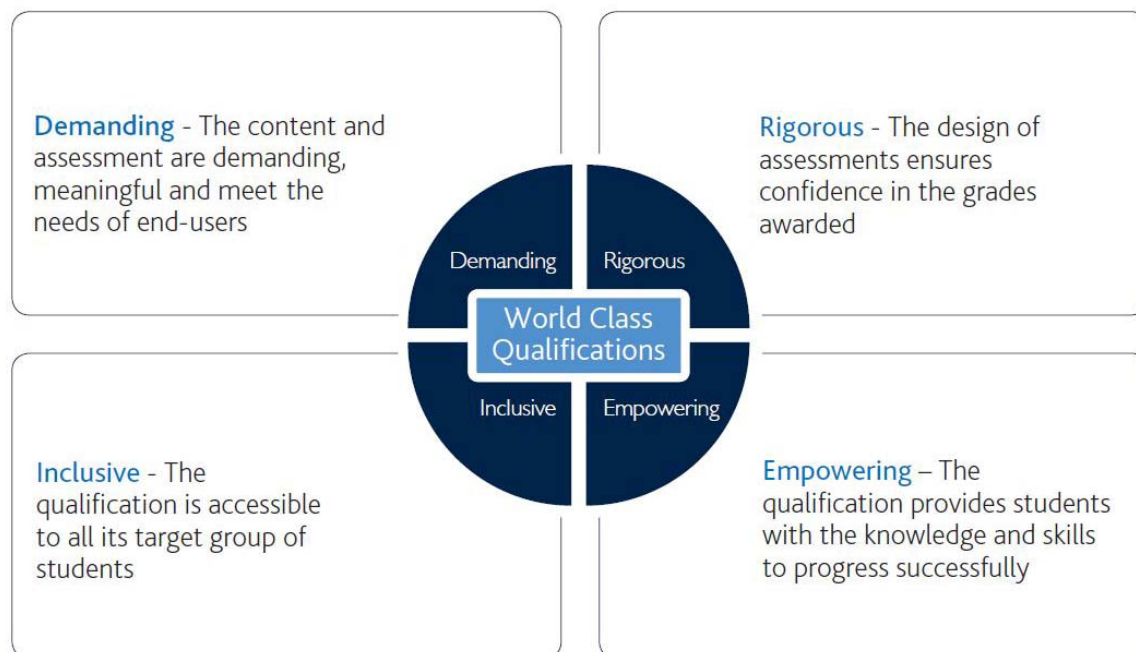 Demanding - The content and
assessment are demanding,
meaningful and meet the
needs of end-users
Rigorous - The design of
assessments ensures
confidence in the grades
awarded
Demanding
Rigorous
World Class
Qualifications
Inclusive
Empowering
Inclusive - The
qualification is accessible
to all its target group of
students
Empowering – The
qualification provides students
with the knowledge and skills
to progress successfully